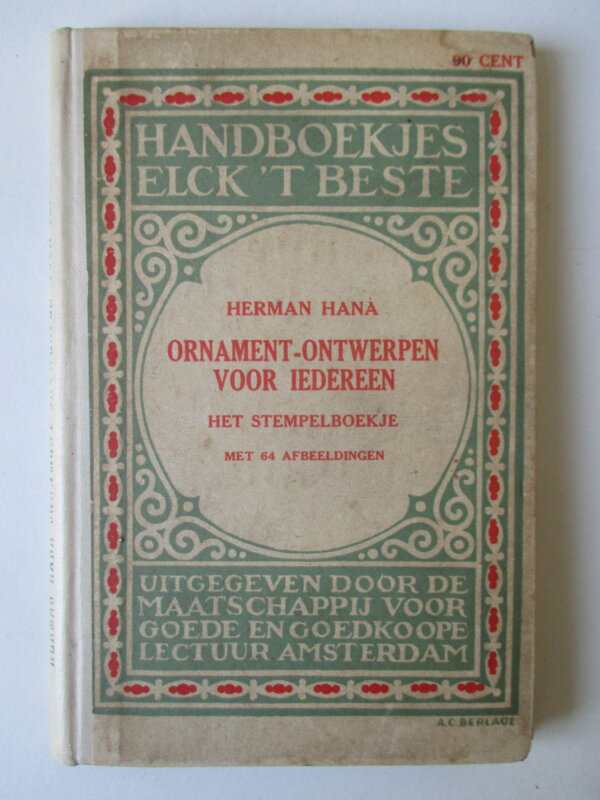 90 CENT
HANDBOEKJES
ELCK 'T BESTE
HERMAN HANA
ORNAMENT-ONTWERPEN
VOOR IEDEREEN
HET STEMPELBOEKJE
MET 64 AFBEELDINGEN
UITGEGEVEN DOOR DE
MAATSCHAPPIJ VOOR
GOEDE EN GOEDKOOPE
LECTUUR AMSTERDAM
A.C. BERLAGE